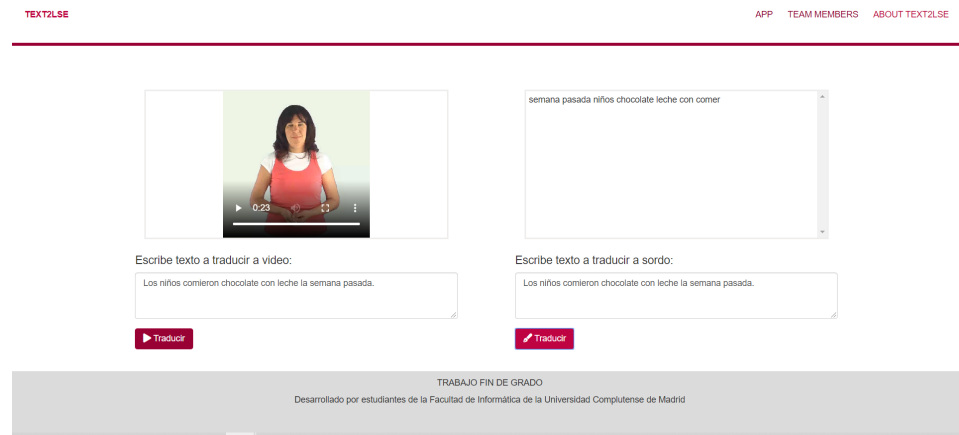 TEXT2LSE
APP TEAM MEMBERS ABOUT TEXT2LSE
0:23
semana pasada niños chocolate leche con comer
Escribe texto a traducir a video:
Los niños comieron chocolate con leche la semana pasada.
Traducir
Escribe texto a traducir a sordo:
Los niños comieron chocolate con leche la semana pasada.
Traducir
TRABAJO FIN DE GRADO
Desarrollado por estudiantes de la Facultad de Informática de la Universidad Complutense de Madrid